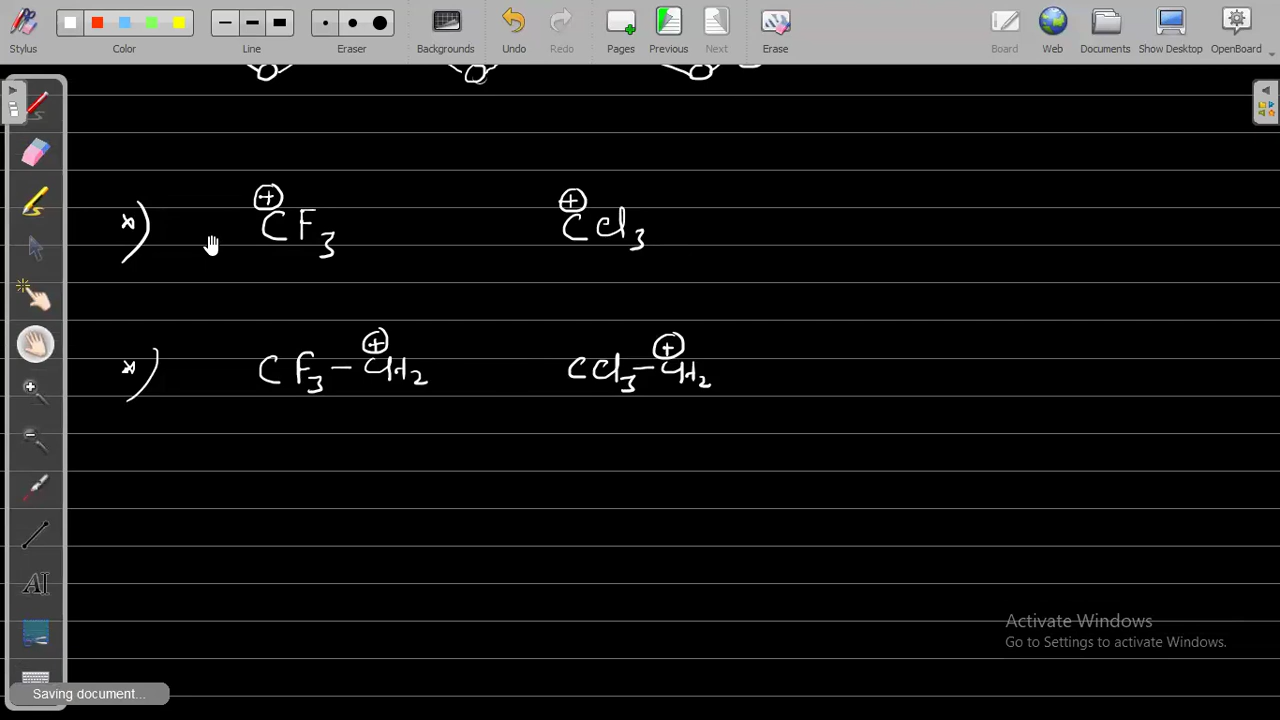 Stylus Color Line Eraser Backgrounds Undo Redo Pages Previous Next Erase Board Web Documents Show Desktop OpenBoard
*) ⊕CF₃ ⊕CCl₃
*) CF₃–⊕CH₂ CCl₃–⊕CH₂
AI
Activate Windows
Go to Settings to activate Windows.
Saving document...